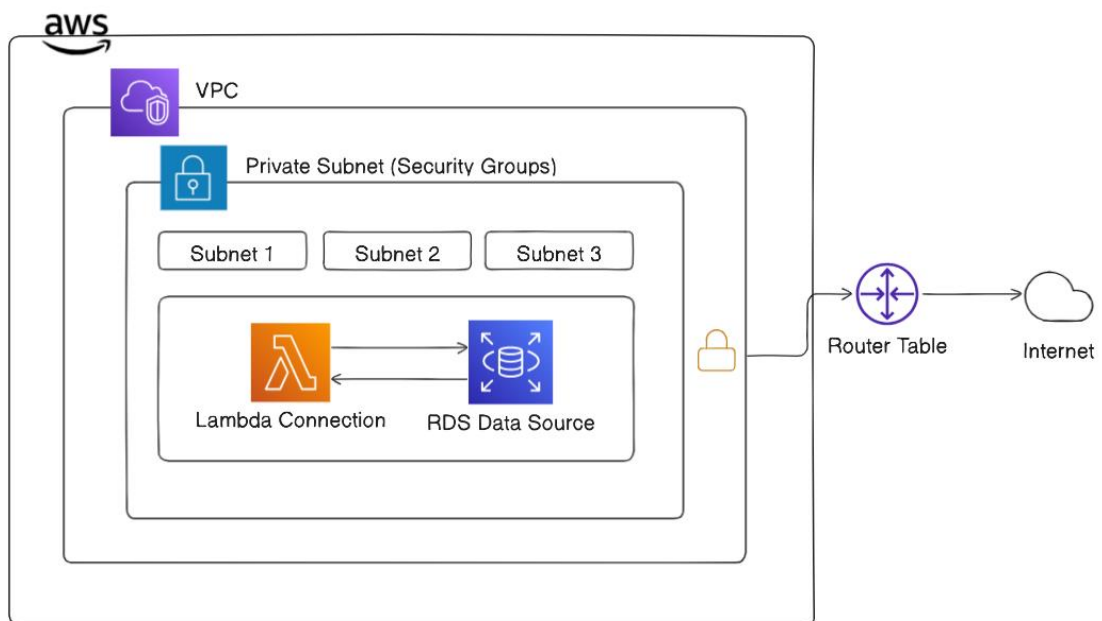 aws
VPC
Private Subnet (Security Groups)
Subnet 1
Subnet 2
Subnet 3
Lambda Connection
RDS Data Source
Router Table
Internet